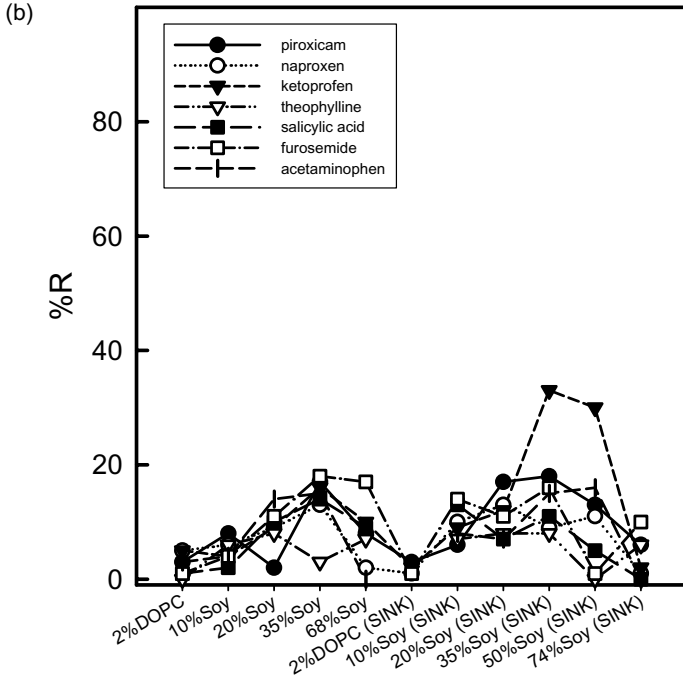 (b)
piroxicam
naproxen
ketoprofen
theophylline
salicylic acid
furosemide
acetaminophen
80
60
40
20
0
%R
2%DOPC
10%Soy
20%Soy
35%Soy
68%Soy
2%DOPC (SINK)
10%Soy (SINK)
20%Soy (SINK)
35%Soy (SINK)
50%Soy (SINK)
74%Soy (SINK)